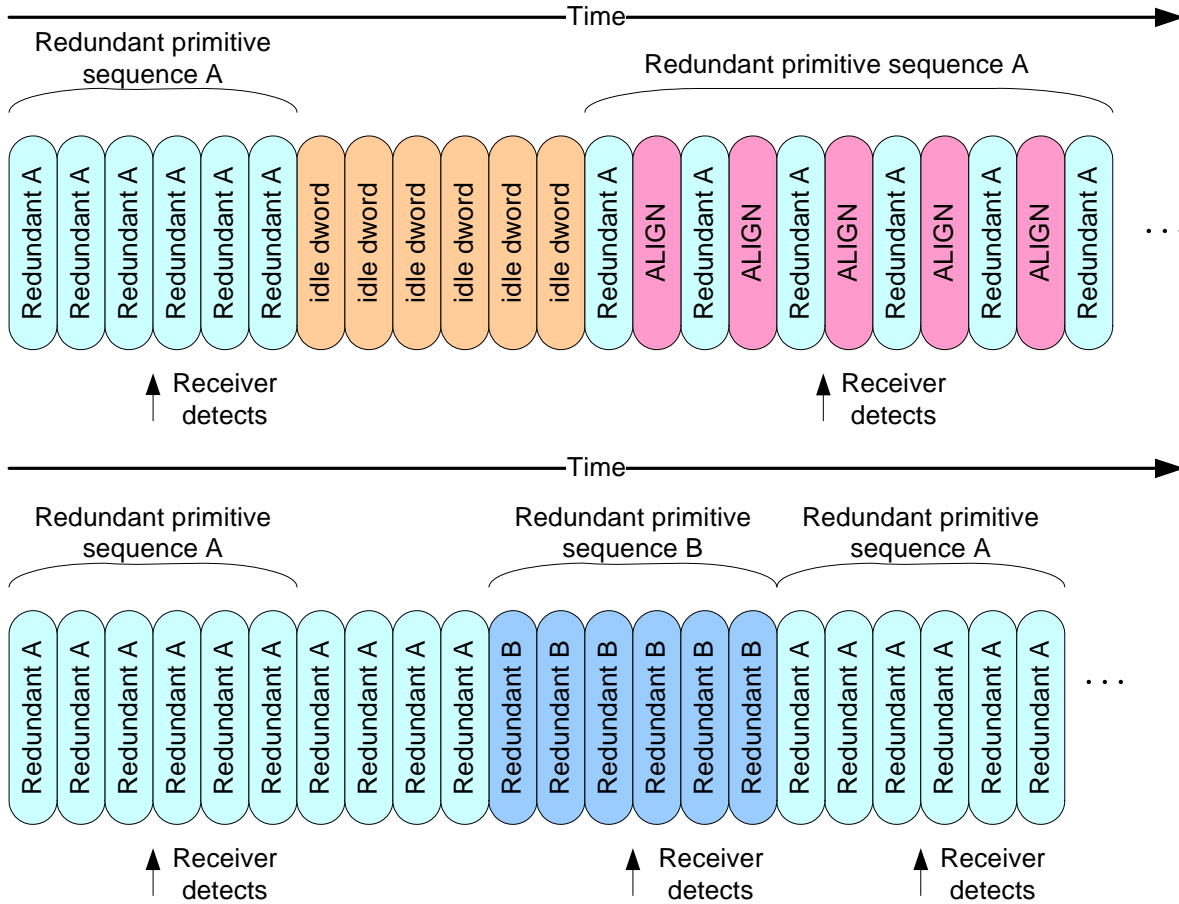 Time
Redundant primitive
sequence A
Redundant primitive sequence A
Redundant A
Redundant A
Redundant A
Redundant A
Redundant A
Redundant A
idle dword
idle dword
idle dword
idle dword
idle dword
idle dword
Redundant A
ALIGN
Redundant A
ALIGN
Redundant A
ALIGN
Redundant A
ALIGN
Redundant A
ALIGN
Redundant A
. . .
Receiver
detects
Receiver
detects
Time
Redundant primitive
sequence A
Redundant primitive
sequence B
Redundant primitive
sequence A
Redundant A
Redundant A
Redundant A
Redundant A
Redundant A
Redundant A
Redundant A
Redundant A
Redundant A
Redundant A
Redundant B
Redundant B
Redundant B
Redundant B
Redundant B
Redundant B
Redundant A
Redundant A
Redundant A
Redundant A
Redundant A
Redundant A
. . .
Receiver
detects
Receiver
detects
Receiver
detects